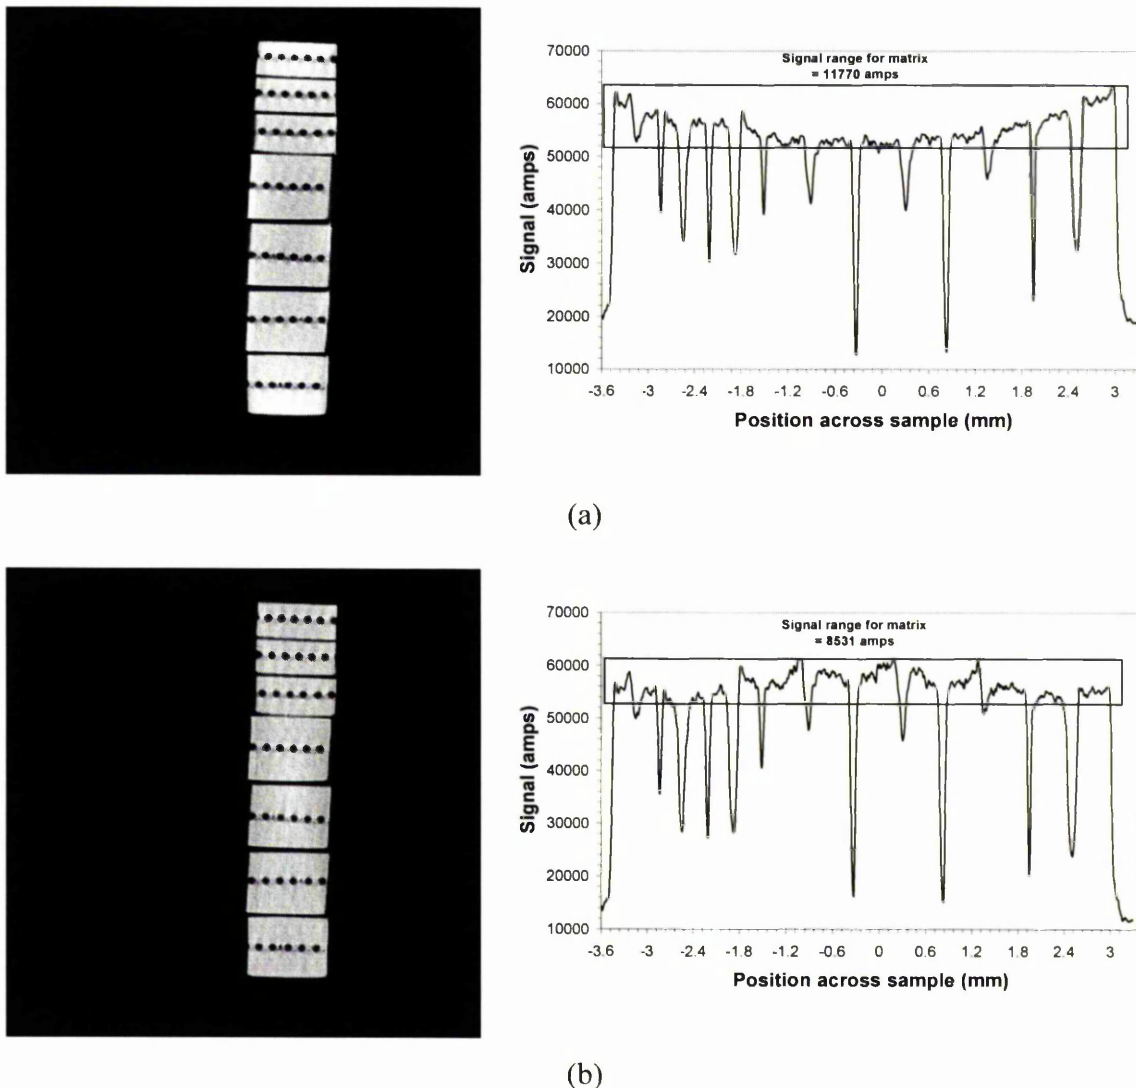 Signal range for matrix
= 11770 amps
70000
60000
50000
40000
30000
20000
10000
Signal (amps)
-3.6 -3 -2.4 -1.8 -1.2 -0.6 0 0.6 1.2 1.8 2.4 3
Position across sample (mm)
(a)
Signal range for matrix
= 8531 amps
70000
60000
50000
40000
30000
20000
10000
Signal (amps)
-3.6 -3 -2.4 -1.8 -1.2 -0.6 0 0.6 1.2 1.8 2.4 3
Position across sample (mm)
(b)